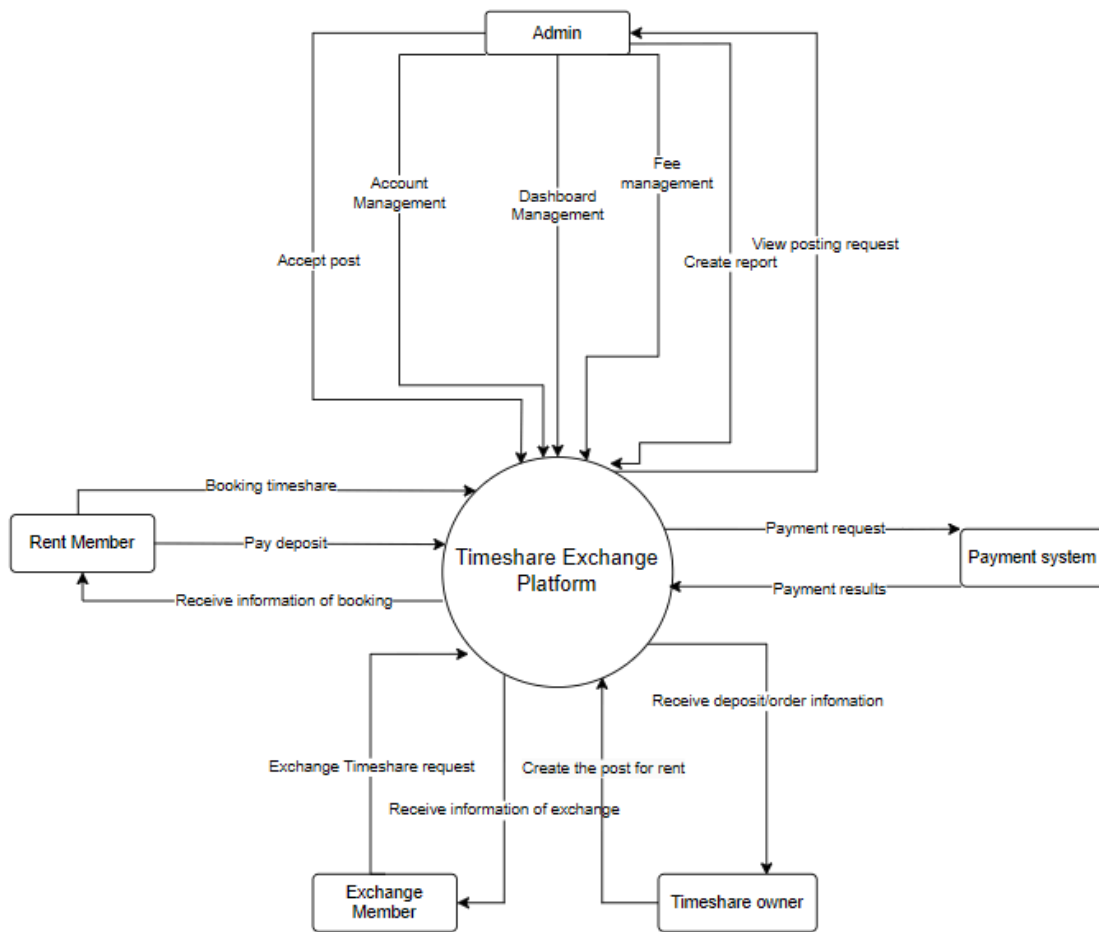 Admin
Fee
management
Account
Management
Dashboard
Management
View posting request
Accept post
Create report
Booking timeshare
Rent Member
Pay deposit
Receive information of booking
Timeshare Exchange
Platform
Payment request
Payment system
Payment results
Receive deposit/order infomation
Exchange Timeshare request
Create the post for rent
Receive information of exchange
Exchange
Member
Timeshare owner